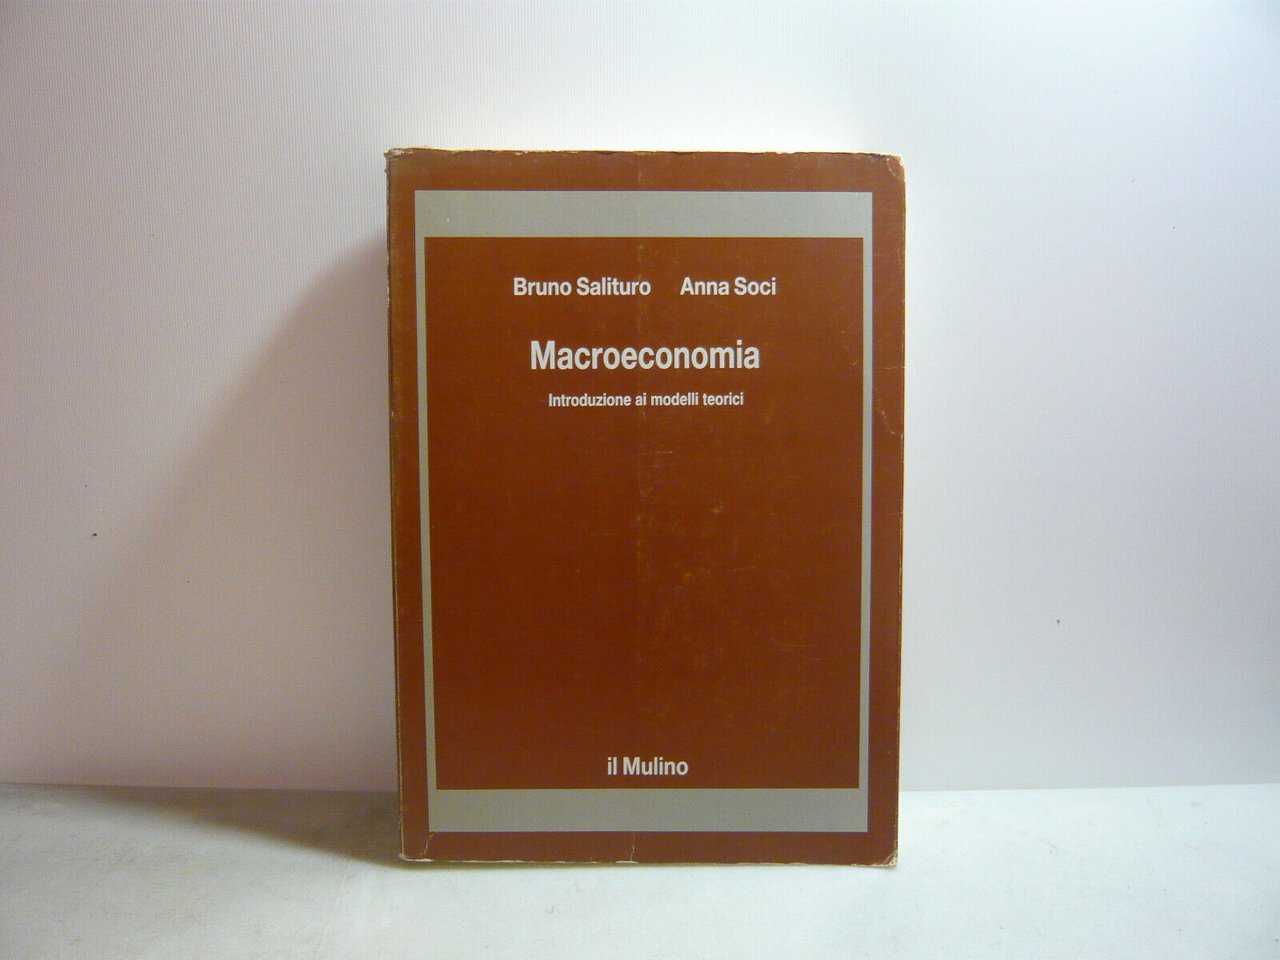 Bruno Salituro Anna Soci
Macroeconomia
Introduzione ai modelli teorici
il Mulino